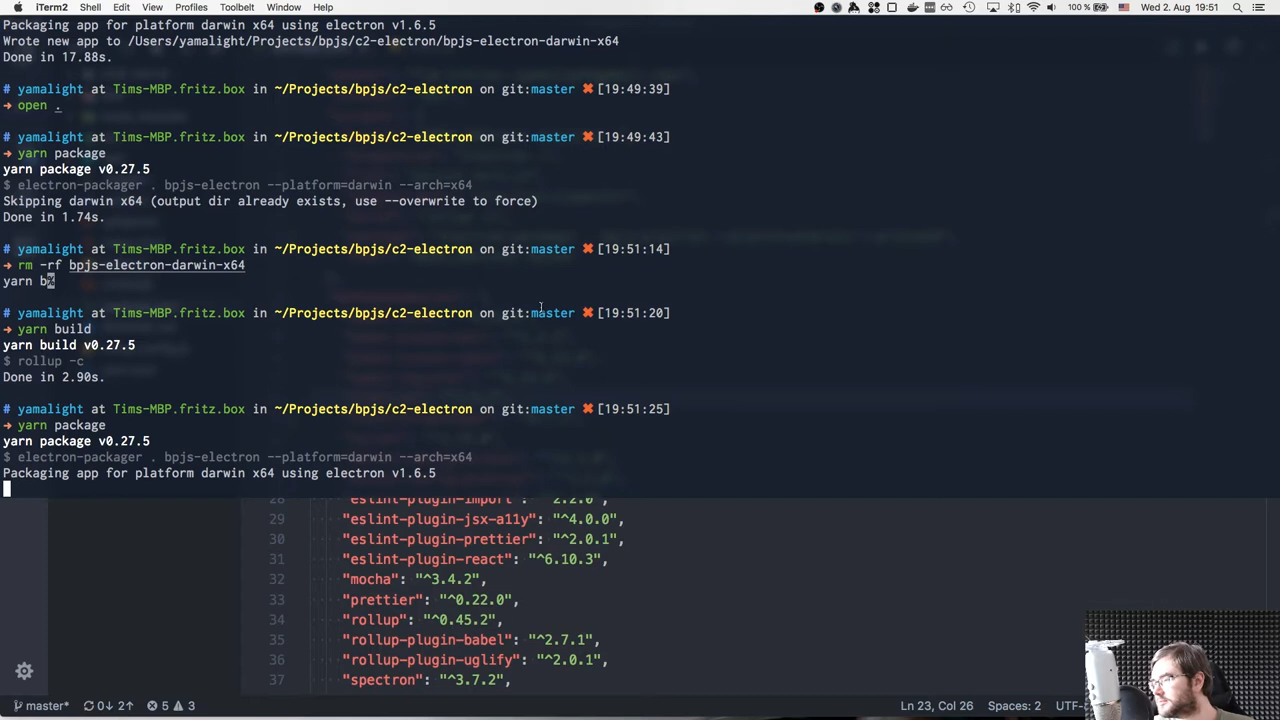 iTerm2 Shell Edit View Profiles Toolbelt Window Help 100 % Wed 2. Aug 19:51
Packaging app for platform darwin x64 using electron v1.6.5
Wrote new app to /Users/yamalight/Projects/bpjs/c2-electron/bpjs-electron-darwin-x64
Done in 17.88s.
# yamalight at Tims-MBP.fritz.box in ~/Projects/bpjs/c2-electron on git:master ✖ [19:49:39]
➜ open .
# yamalight at Tims-MBP.fritz.box in ~/Projects/bpjs/c2-electron on git:master ✖ [19:49:43]
➜ yarn package
yarn package v0.27.5
$ electron-packager . bpjs-electron --platform=darwin --arch=x64
Skipping darwin x64 (output dir already exists, use --overwrite to force)
Done in 1.74s.
# yamalight at Tims-MBP.fritz.box in ~/Projects/bpjs/c2-electron on git:master ✖ [19:51:14]
➜ rm -rf bpjs-electron-darwin-x64
yarn b%
# yamalight at Tims-MBP.fritz.box in ~/Projects/bpjs/c2-electron on git:master ✖ [19:51:20]
➜ yarn build
yarn build v0.27.5
$ rollup -c
Done in 2.90s.
# yamalight at Tims-MBP.fritz.box in ~/Projects/bpjs/c2-electron on git:master ✖ [19:51:25]
➜ yarn package
yarn package v0.27.5
$ electron-packager . bpjs-electron --platform=darwin --arch=x64
Packaging app for platform darwin x64 using electron v1.6.5
28 "eslint-plugin-import": "^2.2.0",
29 "eslint-plugin-jsx-a11y": "^4.0.0",
30 "eslint-plugin-prettier": "^2.0.1",
31 "eslint-plugin-react": "^6.10.3",
32 "mocha": "^3.4.2",
33 "prettier": "^0.22.0",
34 "rollup": "^0.45.2",
35 "rollup-plugin-babel": "^2.7.1",
36 "rollup-plugin-uglify": "^2.0.1",
37 "spectron": "^3.7.2",
master* 0↓ 2↑ 5 3 Ln 23, Col 26 Spaces: 2 UTF-